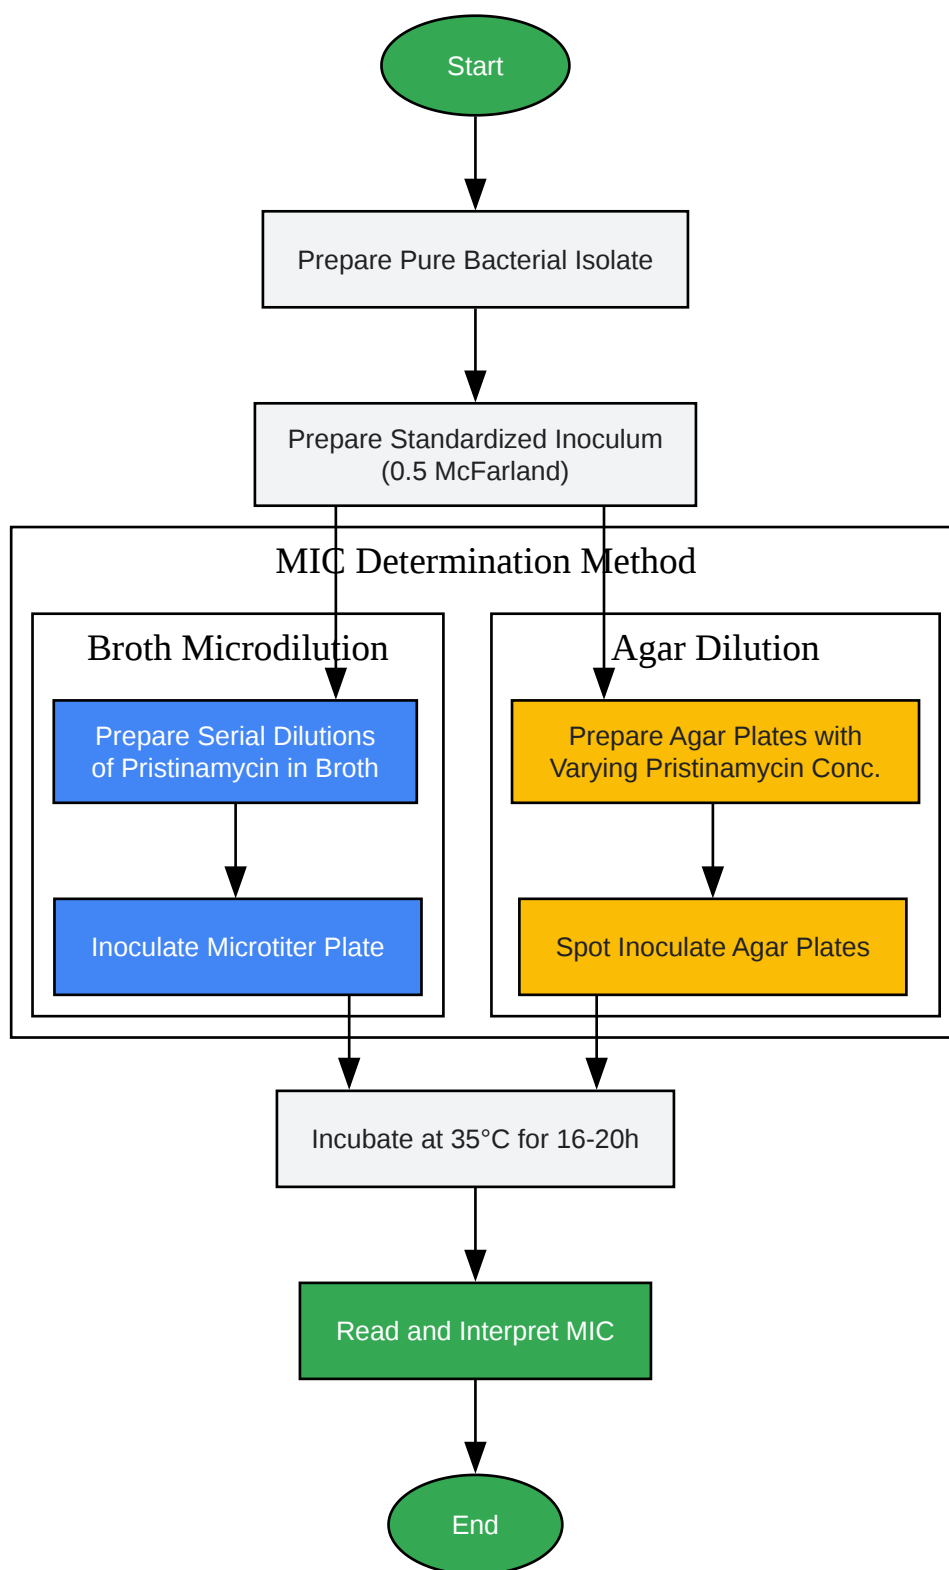 Start
Prepare Pure Bacterial Isolate
Prepare Standardized Inoculum
(0.5 McFarland)
MIC Determination Method
Broth Microdilution
Prepare Serial Dilutions
of Pristinamycin in Broth
Inoculate Microtiter Plate
Agar Dilution
Prepare Agar Plates with
Varying Pristinamycin Conc.
Spot Inoculate Agar Plates
Incubate at 35°C for 16-20h
Read and Interpret MIC
End